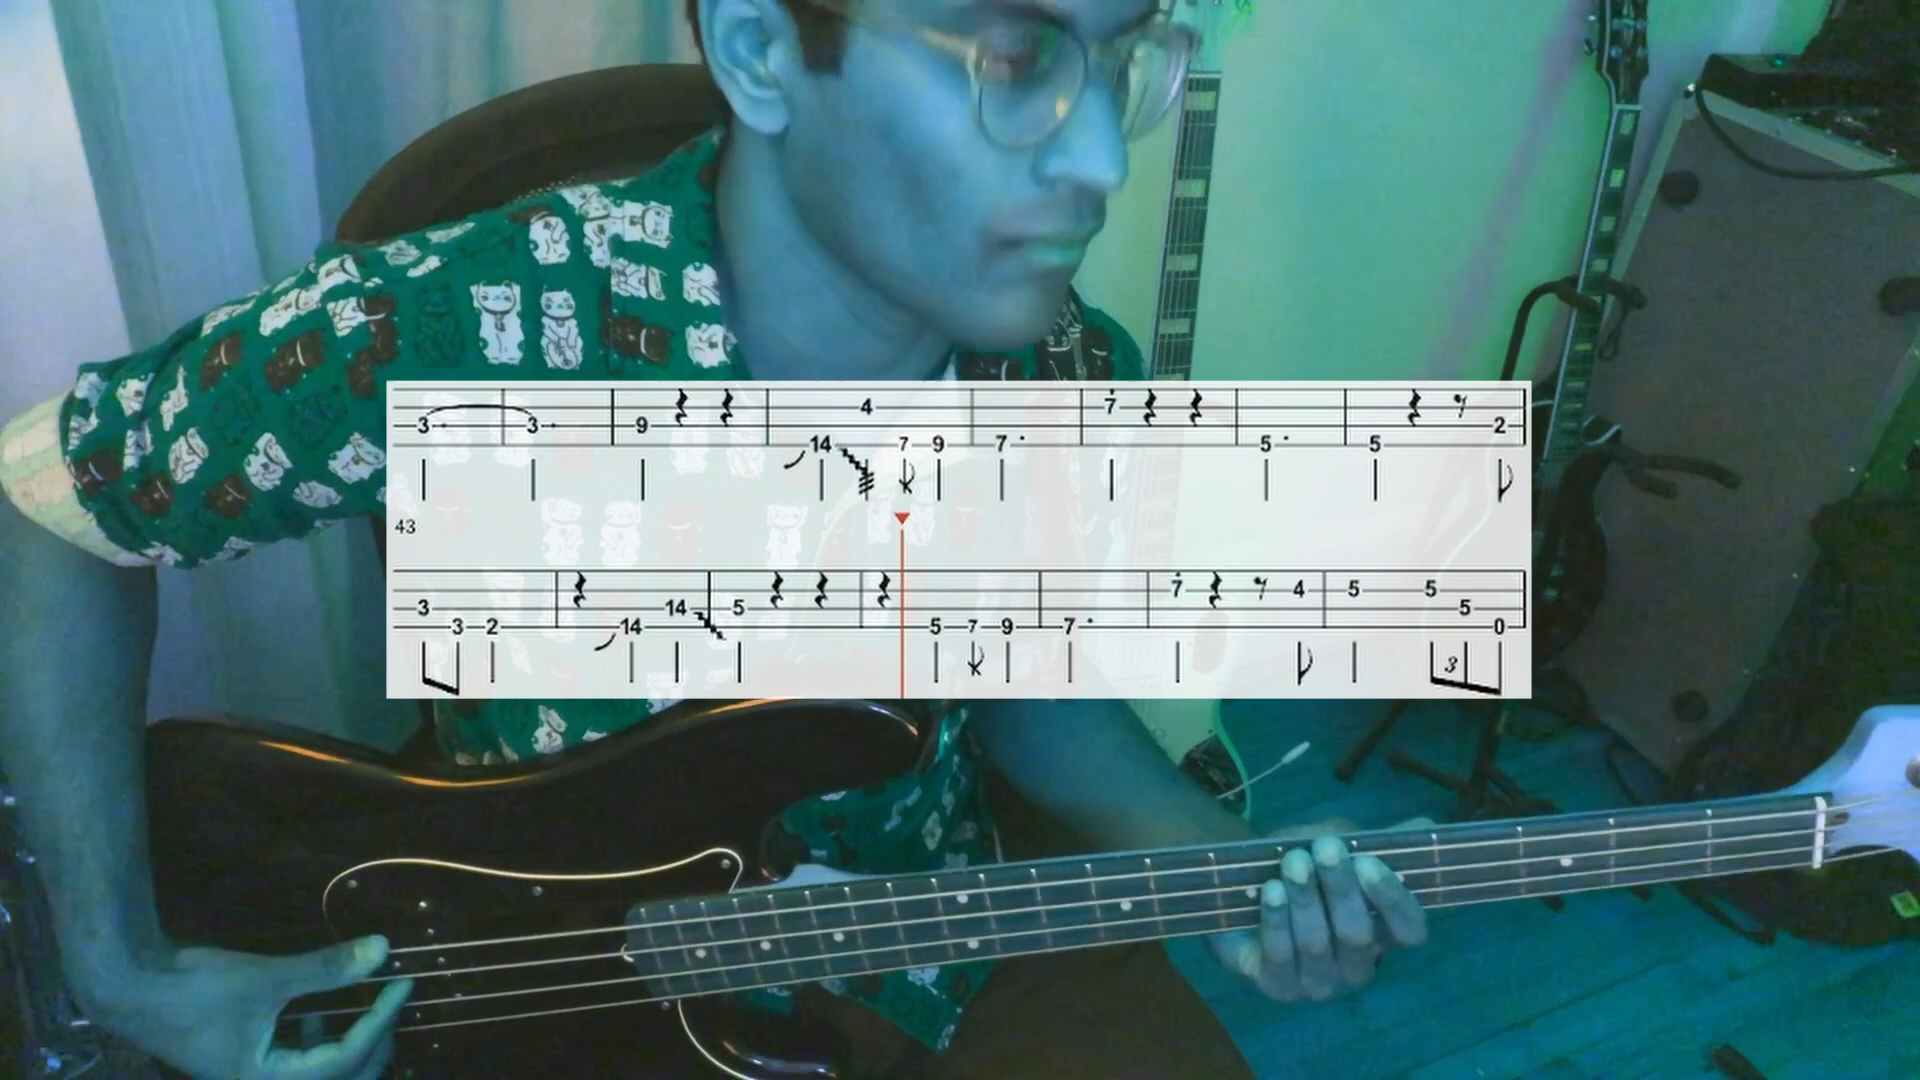 4 7
3 3 9 2
14 7 9 7 5 5
43
7 4 5 5
3 14 5 5
3 2 14 5 7 9 7 0
3